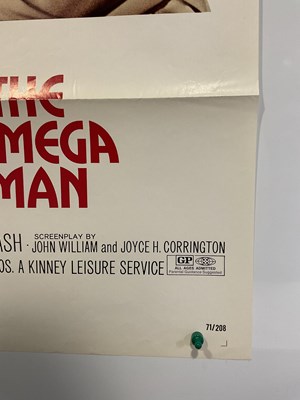 THE
MEGA
MAN
ASH · SCREENPLAY BY JOHN WILLIAM and JOYCE H. CORRINGTON
OS. A KINNEY LEISURE SERVICE
GP
ALL AGES ADMITTED
Parental Guidance Suggested
71/208